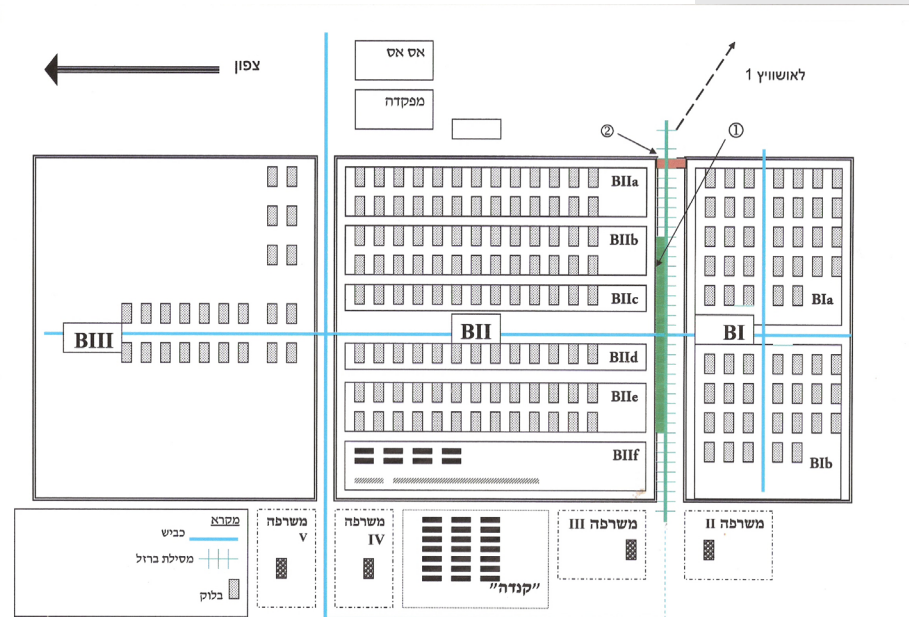 צפון
אס אס
מפקדה
לאושוויץ 1
②
①
BIIa
BIIb
BIIc
BIII
BII
BI
BIa
BIId
BIIe
BIIf
BIb
מקרא
כביש
מסילת ברזל
בלוק
משרפה
V
משרפה
IV
"קנדה"
משרפה III
משרפה II